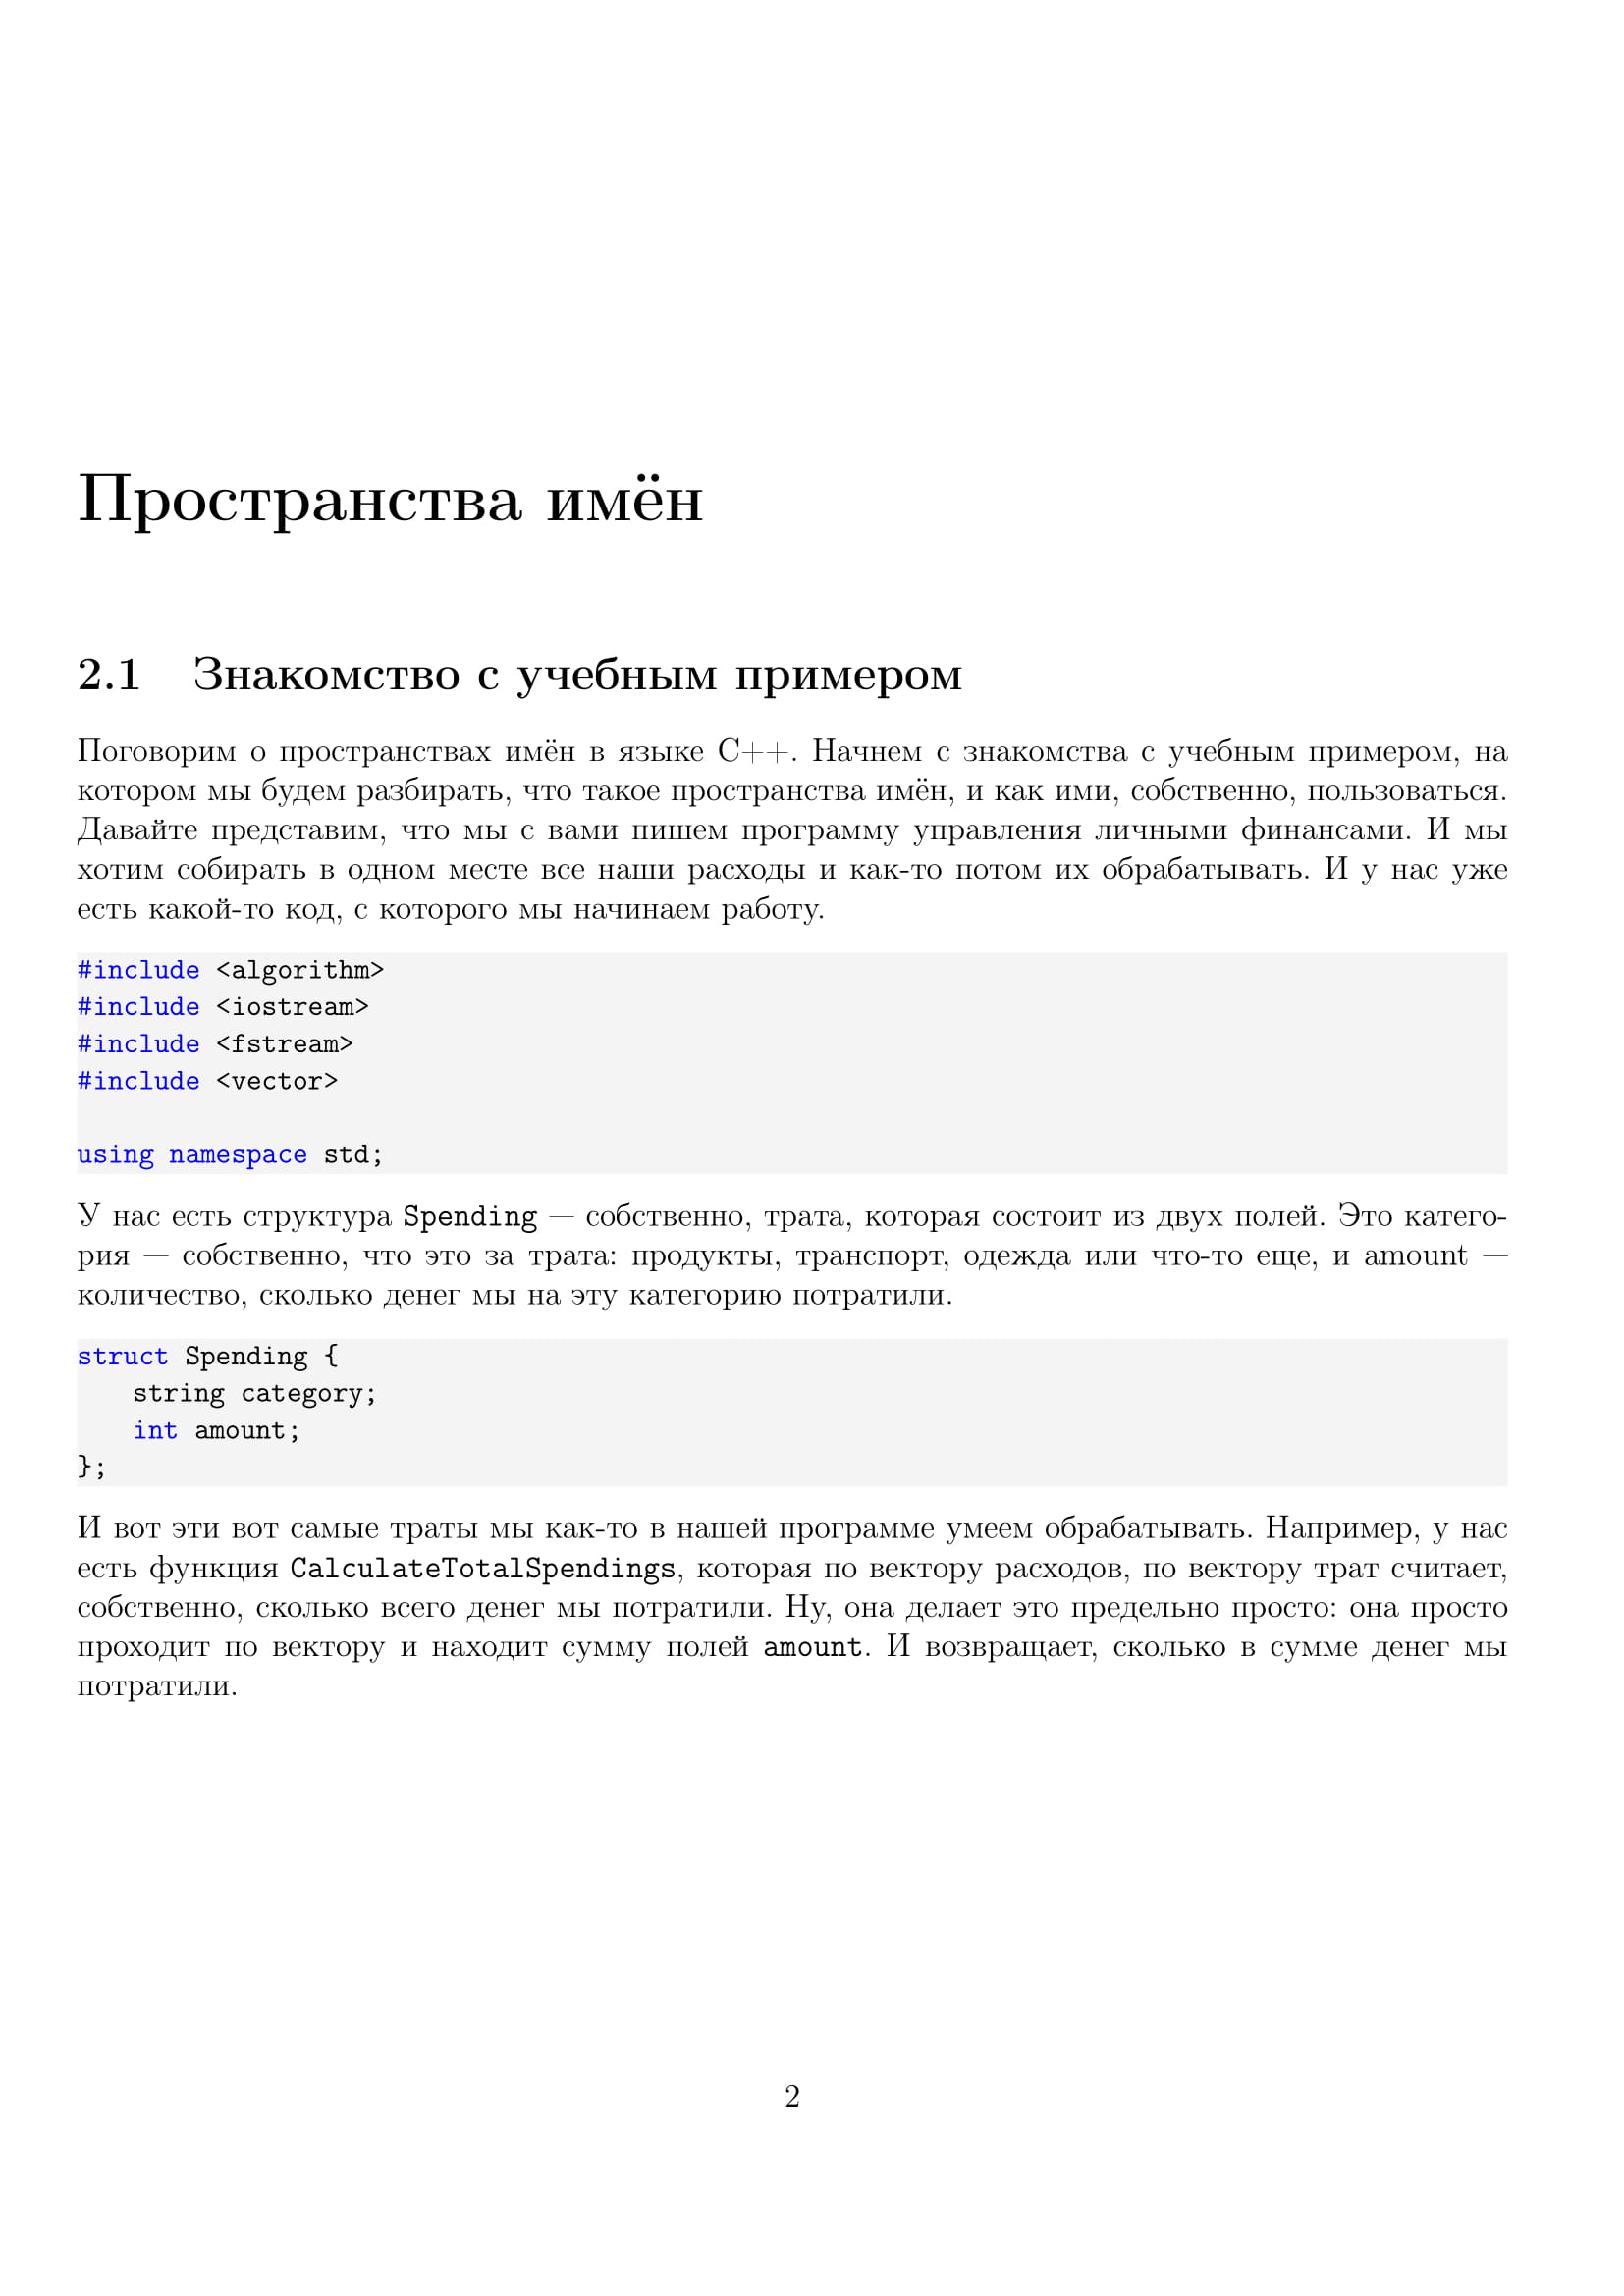 Пространства имён
2.1 Знакомство с учебным примером
Поговорим о пространствах имён в языке C++. Начнем с знакомства с учебным примером, на
котором мы будем разбирать, что такое пространства имён, и как ими, собственно, пользоваться.
Давайте представим, что мы с вами пишем программу управления личными финансами. И мы
хотим собирать в одном месте все наши расходы и как-то потом их обрабатывать. И у нас уже
есть какой-то код, с которого мы начинаем работу.
#include <algorithm>
#include <iostream>
#include <fstream>
#include <vector>
using namespace std;
У нас есть структура Spending — собственно, трата, которая состоит из двух полей. Это катего-
рия — собственно, что это за трата: продукты, транспорт, одежда или что-то еще, и amount —
количество, сколько денег мы на эту категорию потратили.
struct Spending {
    string category;
    int amount;
};
И вот эти вот самые траты мы как-то в нашей программе умеем обрабатывать. Например, у нас
есть функция CalculateTotalSpendings, которая по вектору расходов, по вектору трат считает,
собственно, сколько всего денег мы потратили. Ну, она делает это предельно просто: она просто
проходит по вектору и находит сумму полей amount. И возвращает, сколько в сумме денег мы
потратили.
2